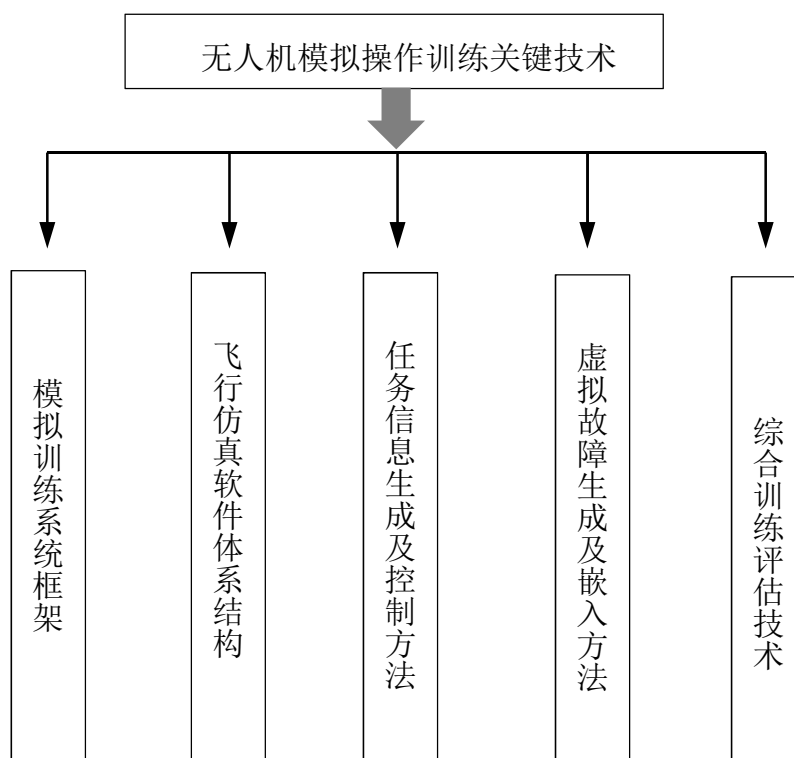 无人机模拟操作训练关键技术
模拟训练系统框架
飞行仿真软件体系结构
任务信息生成及控制方法
虚拟故障生成及嵌入方法
综合训练评估技术